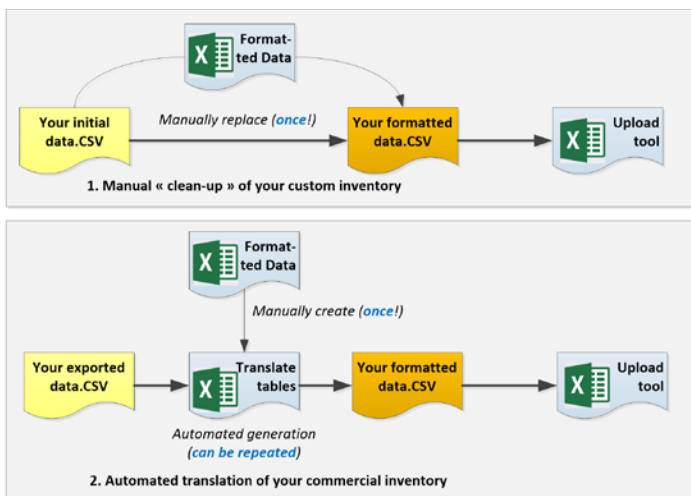 Format-
ted Data
Your initial
data.CSV
Manually replace (once!)
Your formatted
data.CSV
Upload
tool
1. Manual « clean-up » of your custom inventory
Format-
ted Data
Manually create (once!)
Your exported
data.CSV
Translate
tables
Your formatted
data.CSV
Upload
tool
Automated generation
(can be repeated)
2. Automated translation of your commercial inventory